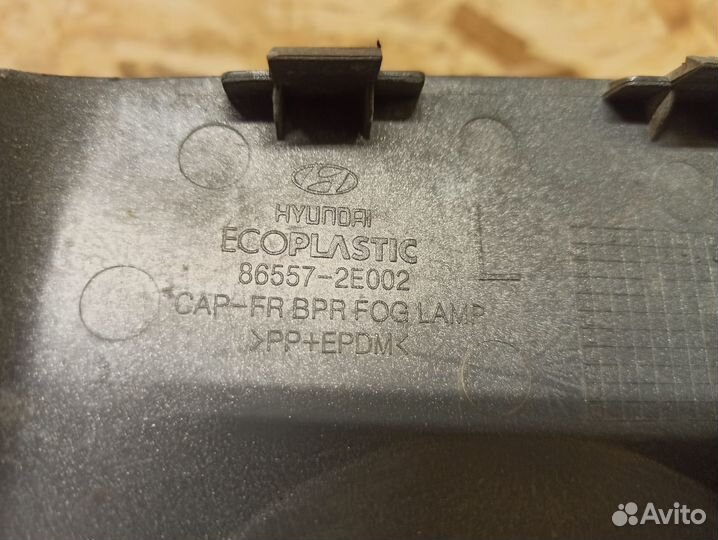 HYUNDAI
ECOPLASTIC
86557-2E002
CAP-FR BPR FOG LAMP
>PP+EPDM<
Avito